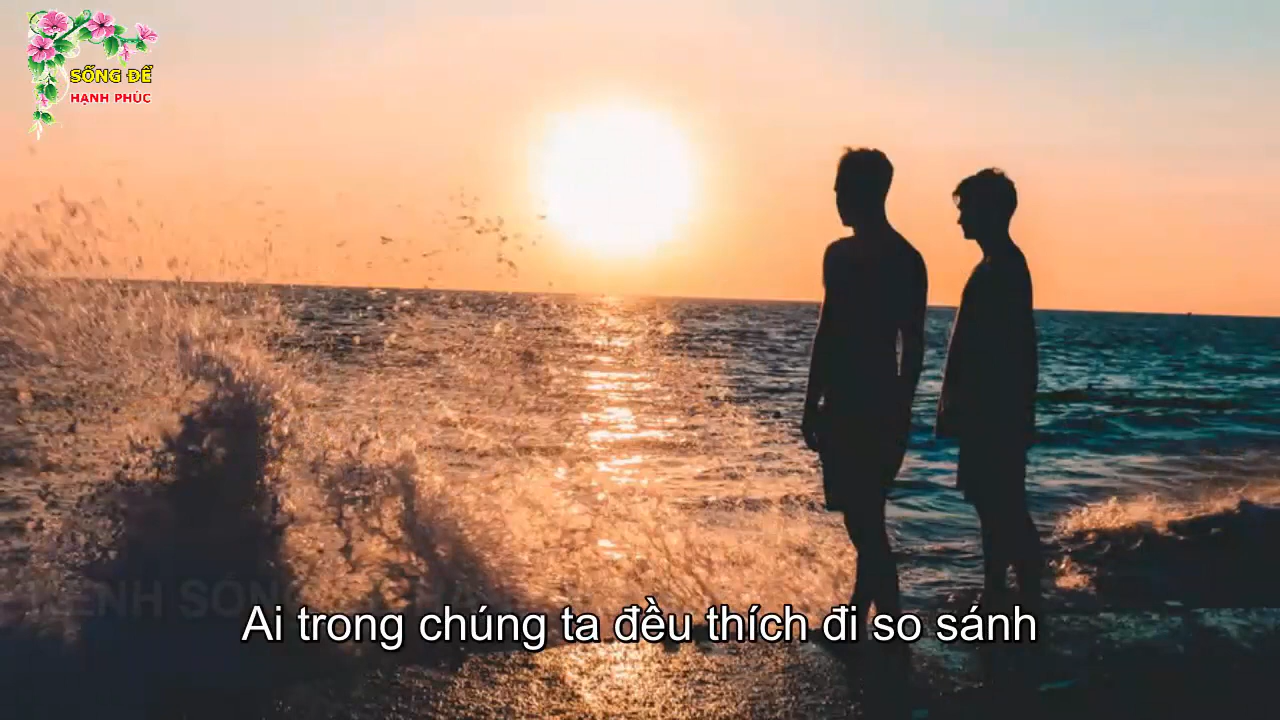 SỐNG ĐỂ
HẠNH PHÚC
Ai trong chúng ta đều thích đi so sánh